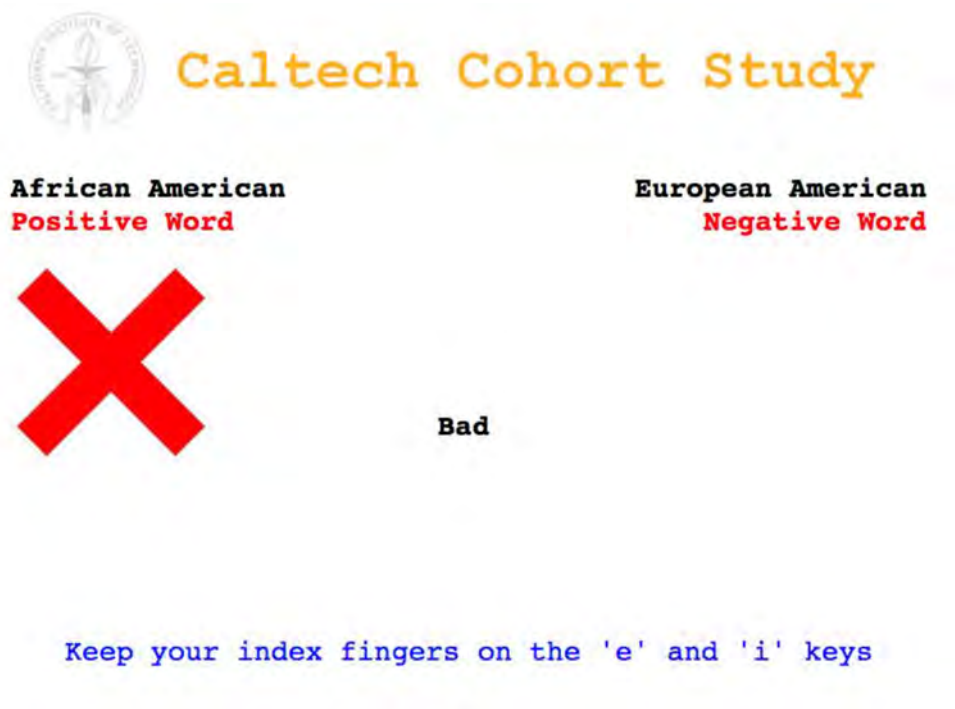 Caltech Cohort Study
African American
Positive Word
European American
Negative Word
Bad
Keep your index fingers on the 'e' and 'i' keys